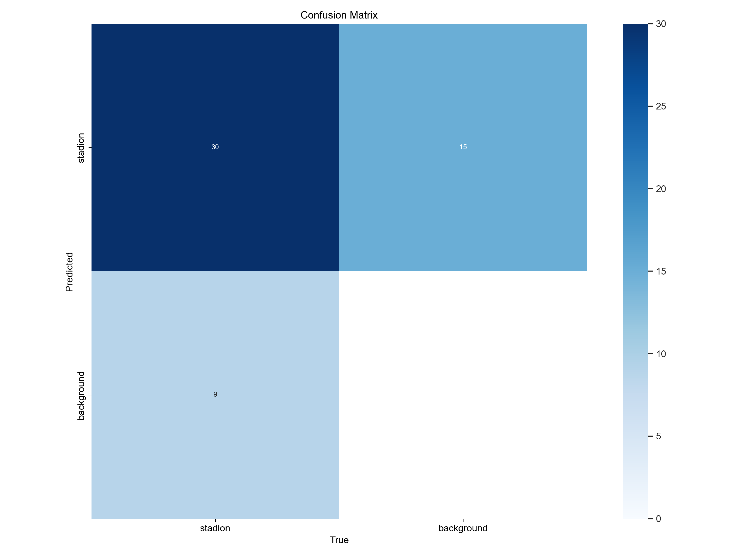 Confusion Matrix
30
15
9
stadion
background
Predicted
stadion
background
True
30
25
20
15
10
5
0